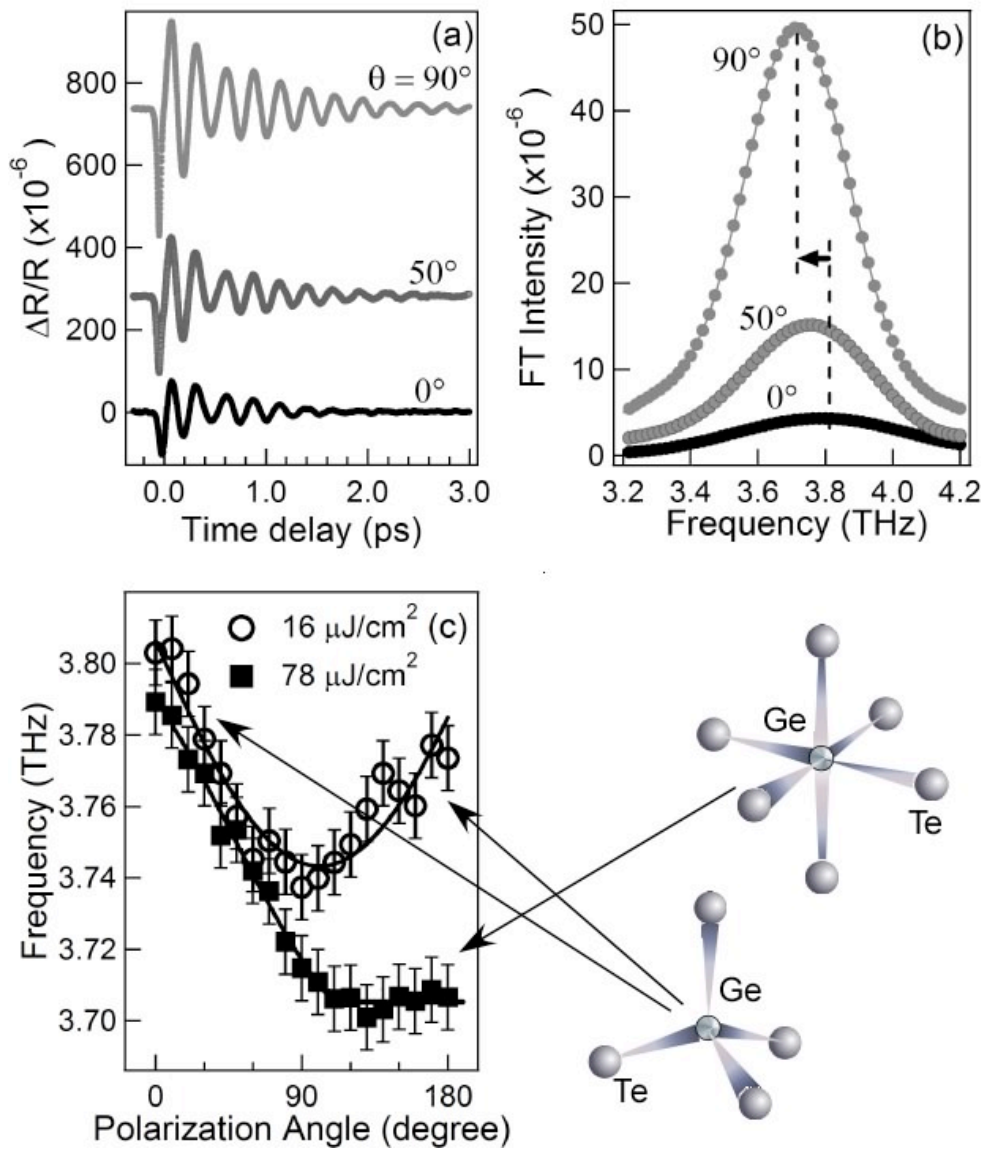 (a)
θ = 90°
50°
0°
800
600
400
200
0
ΔR/R (x10⁻⁶)
0.0 1.0 2.0 3.0
Time delay (ps)
(b)
90°
50°
0°
50
40
30
20
10
0
FT Intensity (x10⁻⁶)
3.2 3.4 3.6 3.8 4.0 4.2
Frequency (THz)
16 μJ/cm² (c)
78 μJ/cm²
3.80
3.78
3.76
3.74
3.72
3.70
Frequency (THz)
0 90 180
Polarization Angle (degree)
Ge
Te
Ge
Te